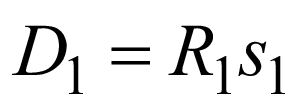 D₁ = R₁s₁